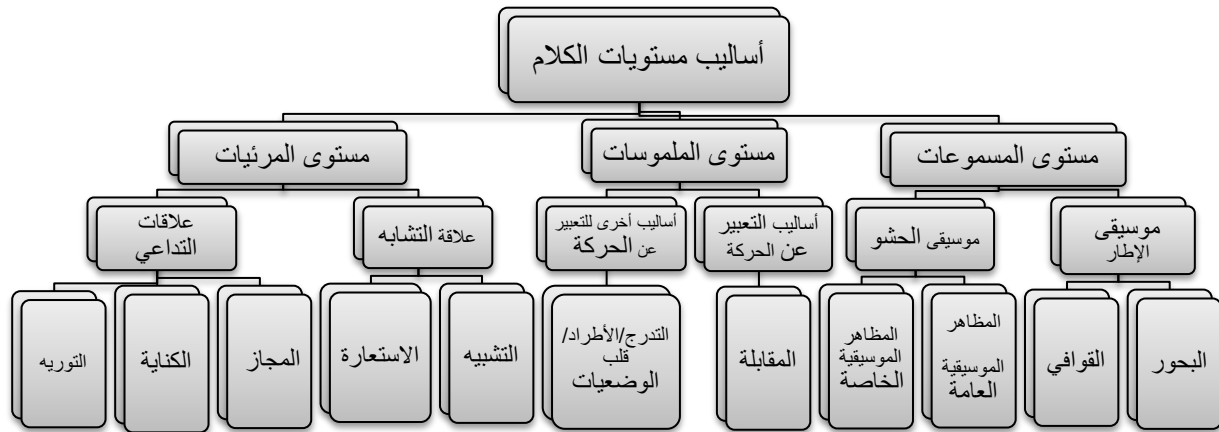 أساليب مستويات الكلام
مستوى المسموعات
مستوى الملموسات
مستوى المرئيات
موسيقى
الإطار
موسيقى الحشو
أساليب التعبير
عن الحركة
أساليب أخرى للتعبير
عن الحركة
علاقة التشابه
علاقات
التداعي
البحور
القوافي
المظاهر
الموسيقية
العامة
المظاهر
الموسيقية
الخاصة
المقابلة
التدرج/الأطراد/
قلب
الوضعيات
التشبيه
الاستعارة
المجاز
الكناية
التوريه